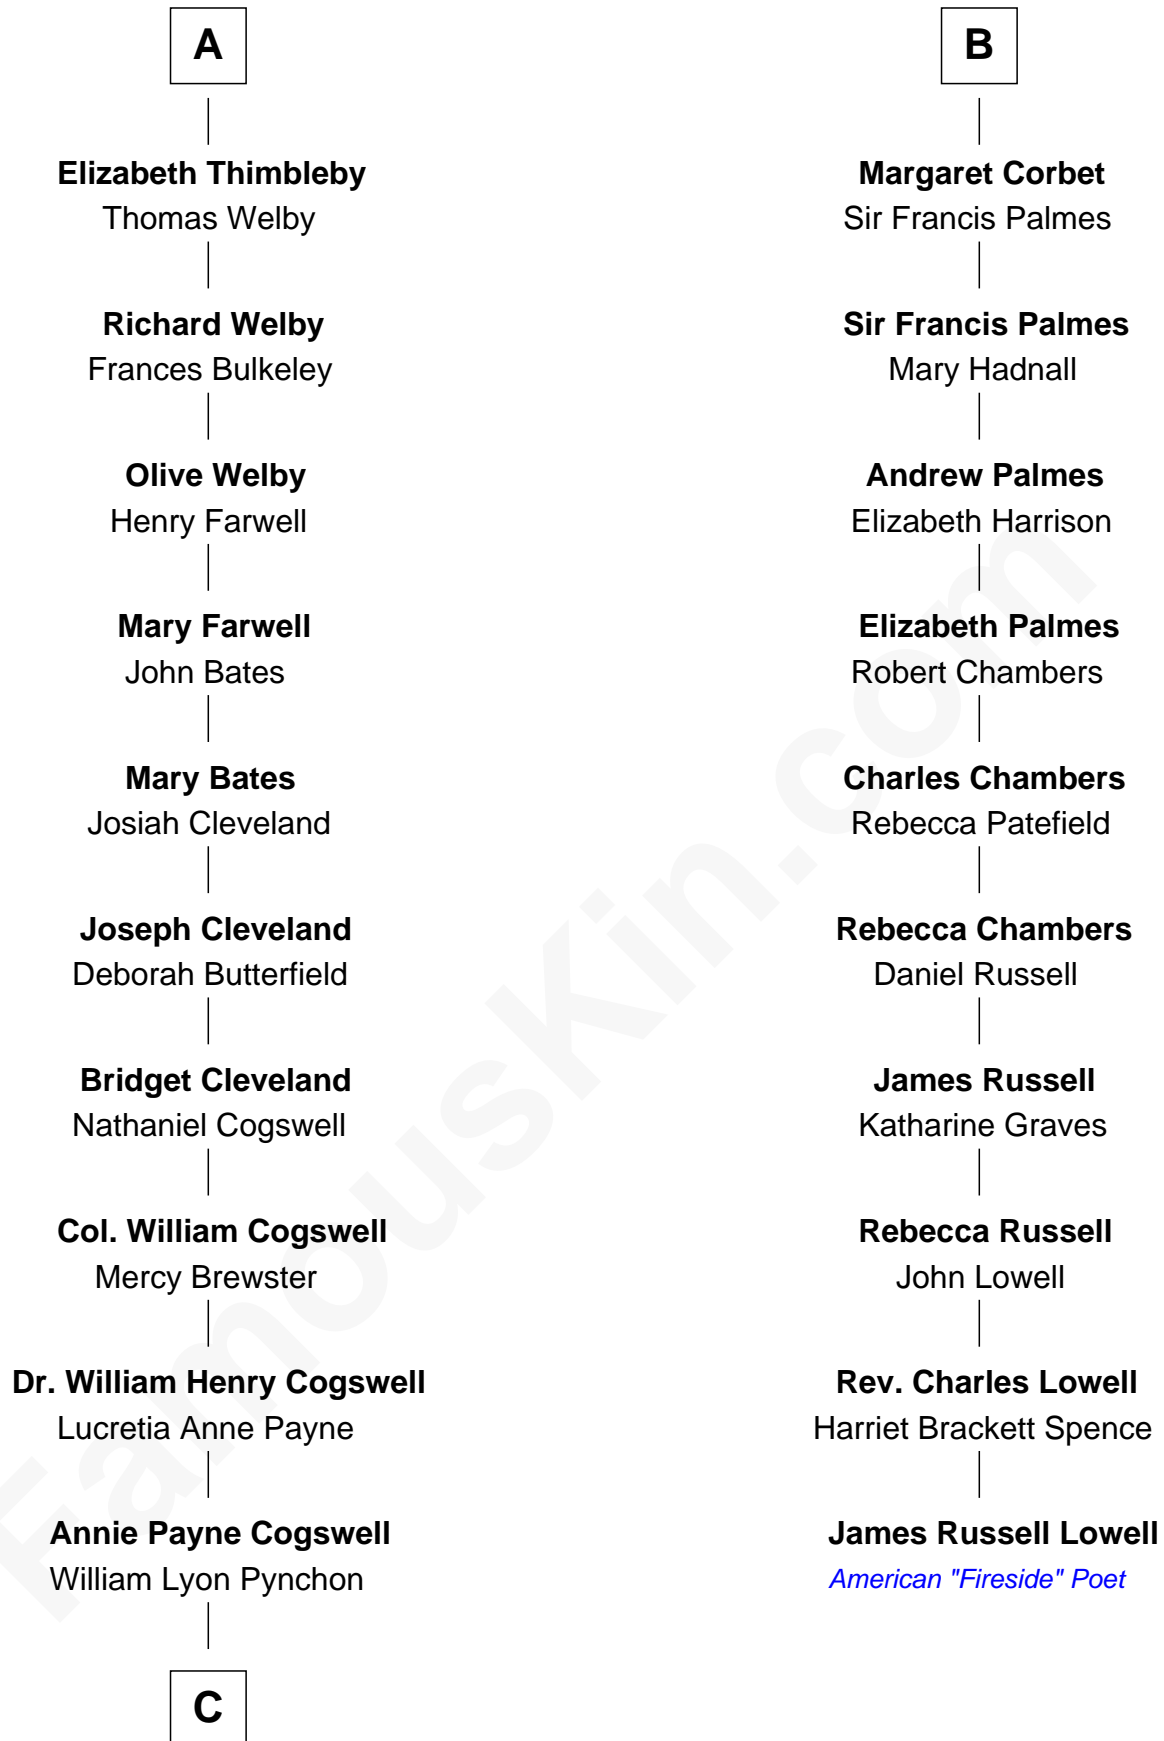 A
Elizabeth Thimbleby
Thomas Welby
Richard Welby
Frances Bulkeley
Olive Welby
Henry Farwell
Mary Farwell
John Bates
Mary Bates
Josiah Cleveland
Joseph Cleveland
Deborah Butterfield
Bridget Cleveland
Nathaniel Cogswell
Col. William Cogswell
Mercy Brewster
Dr. William Henry Cogswell
Lucretia Anne Payne
Annie Payne Cogswell
William Lyon Pynchon
C
B
Margaret Corbet
Sir Francis Palmes
Sir Francis Palmes
Mary Hadnall
Andrew Palmes
Elizabeth Harrison
Elizabeth Palmes
Robert Chambers
Charles Chambers
Rebecca Patefield
Rebecca Chambers
Daniel Russell
James Russell
Katharine Graves
Rebecca Russell
John Lowell
Rev. Charles Lowell
Harriet Brackett Spence
James Russell Lowell
American "Fireside" Poet
FamousKin.com